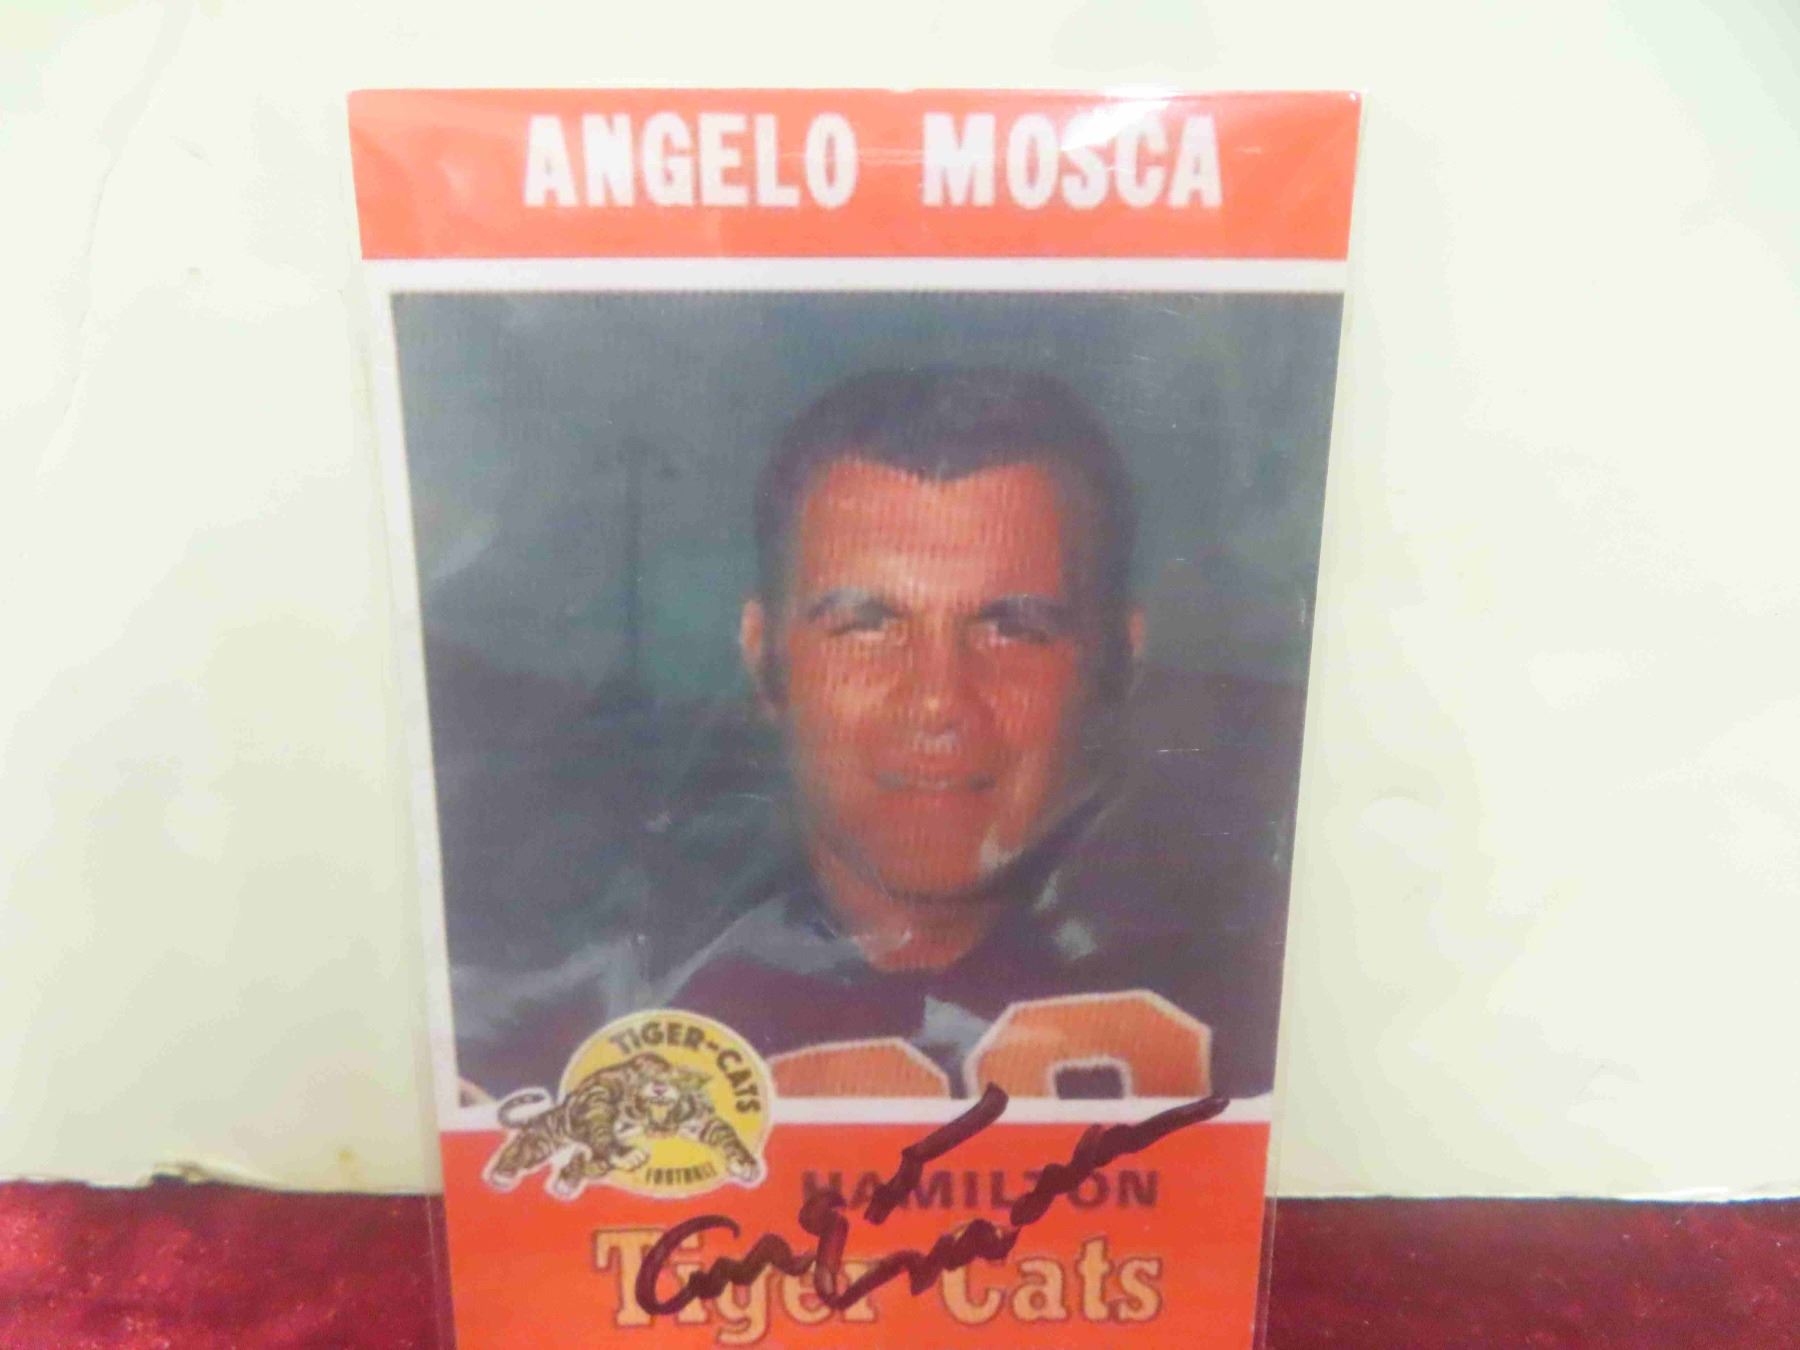 ANGELO MOSCA
TIGER-CATS
FOOTBALL
HAMILTON
Tiger Cats